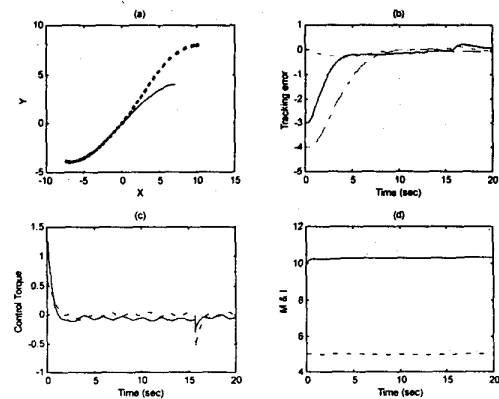 (a)
10
5
0
-5
-10 -5 0 5 10 15
Y
X
(b)
1
0
-1
-2
-3
-4
-5
0 5 10 15 20
Tracking error
Time (sec)
(c)
1.5
1
0.5
0
-0.5
-1
0 5 10 15 20
Control Torque
Time (sec)
(d)
12
10
8
6
4
0 5 10 15 20
M & I
Time (sec)